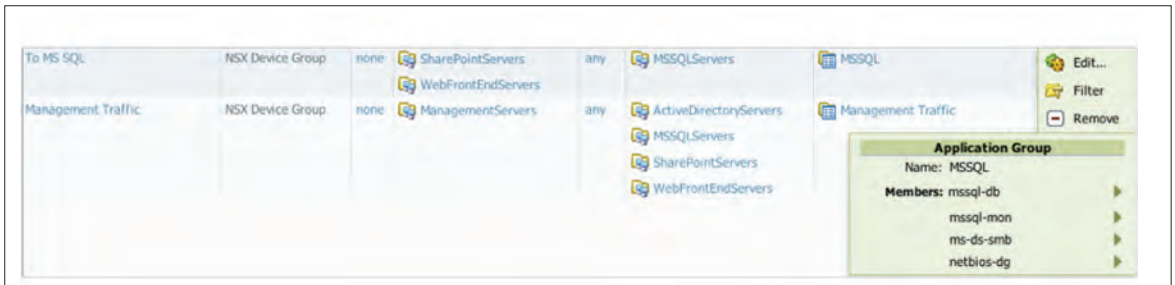 To MS SQL NSX Device Group none SharePointServers any MSSQLServers MSSQL
WebFrontEndServers
Management Traffic NSX Device Group none ManagementServers any ActiveDirectoryServers Management Traffic
MSSQLServers
SharePointServers
WebFrontEndServers
Edit...
Filter
Remove
Application Group
Name: MSSQL
Members: mssql-db
mssql-mon
ms-ds-smb
netbios-dg